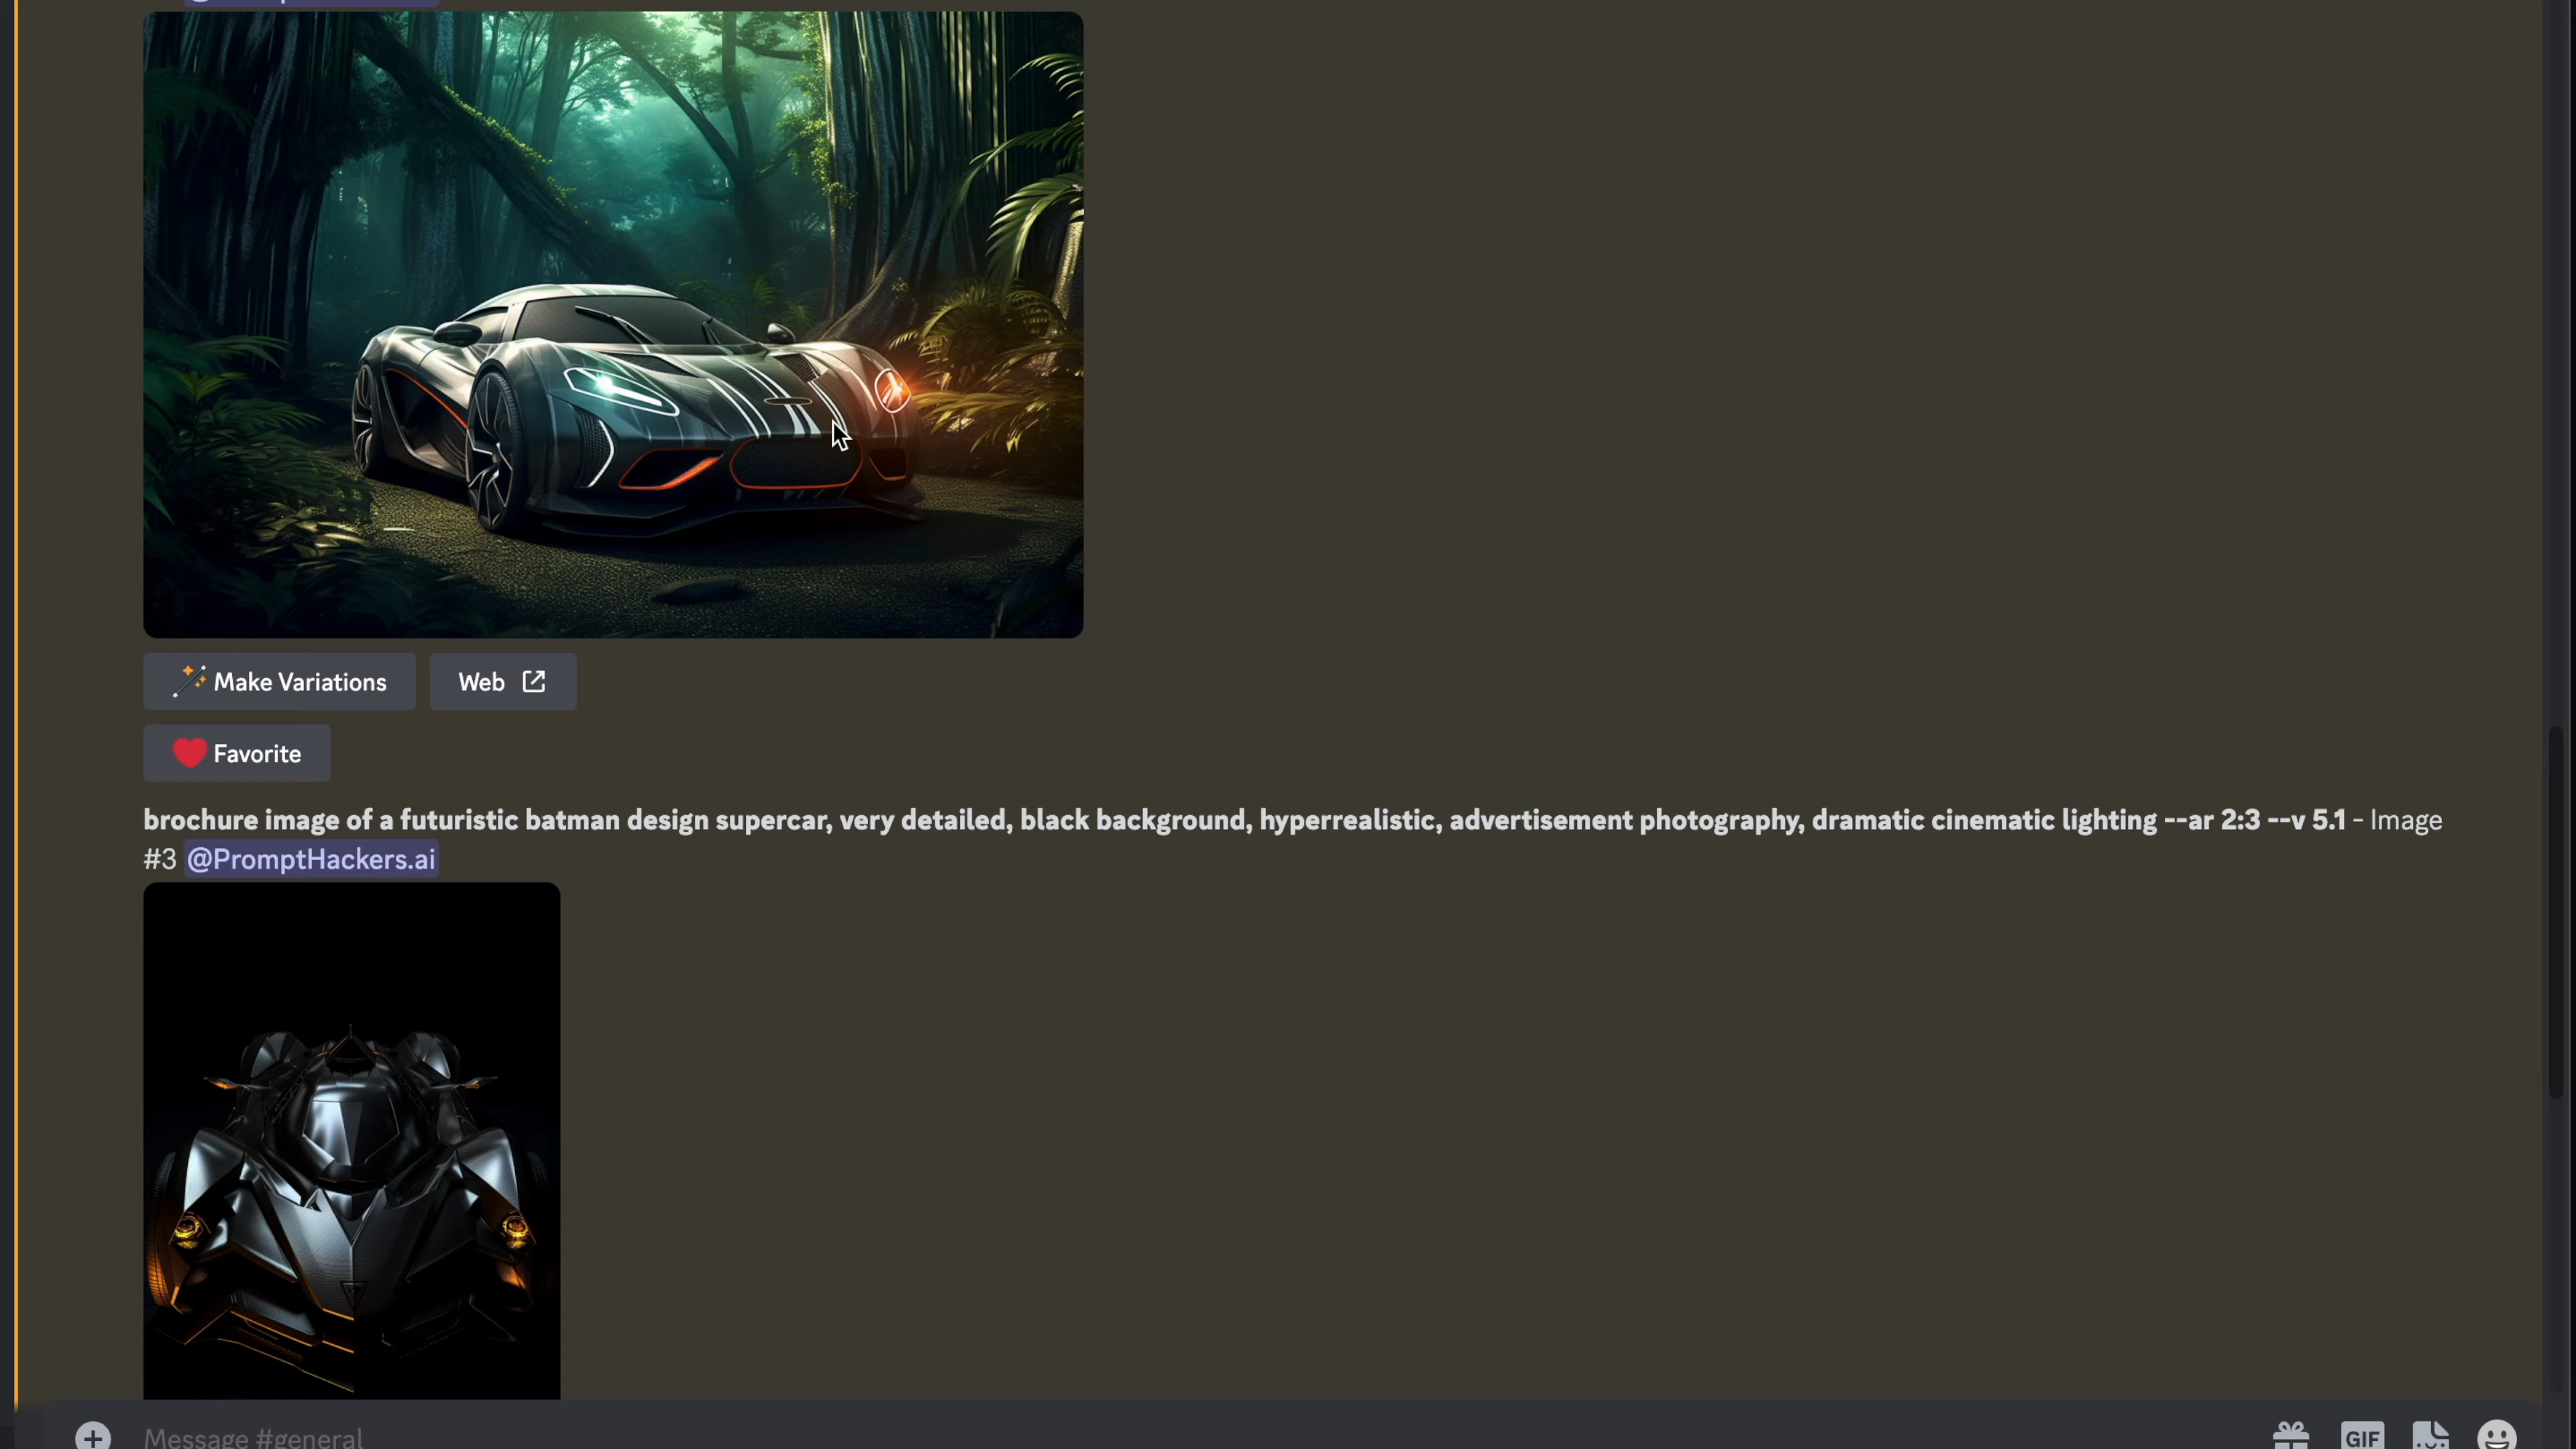 Make Variations
Web
Favorite
brochure image of a futuristic batman design supercar, very detailed, black background, hyperrealistic, advertisement photography, dramatic cinematic lighting --ar 2:3 --v 5.1 - Image
#3 @PromptHackers.ai
Message #general
GIF